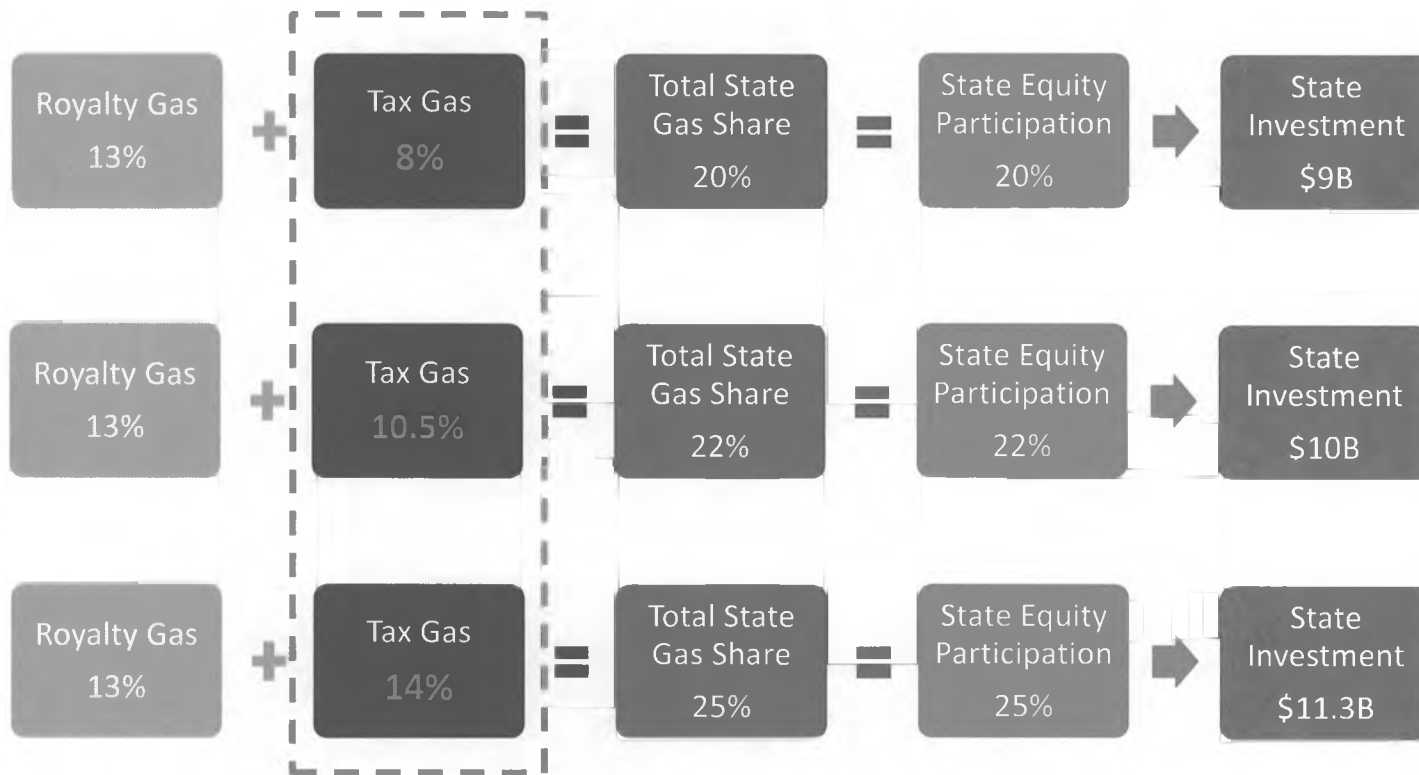 Royalty Gas
13%
+
Tax Gas
8%
=
Total State
Gas Share
20%
=
State Equity
Participation
20%
State
Investment
$9B
Royalty Gas
13%
+
Tax Gas
10.5%
=
Total State
Gas Share
22%
=
State Equity
Participation
22%
State
Investment
$10B
Royalty Gas
13%
+
Tax Gas
14%
=
Total State
Gas Share
25%
=
State Equity
Participation
25%
State
Investment
$11.3B